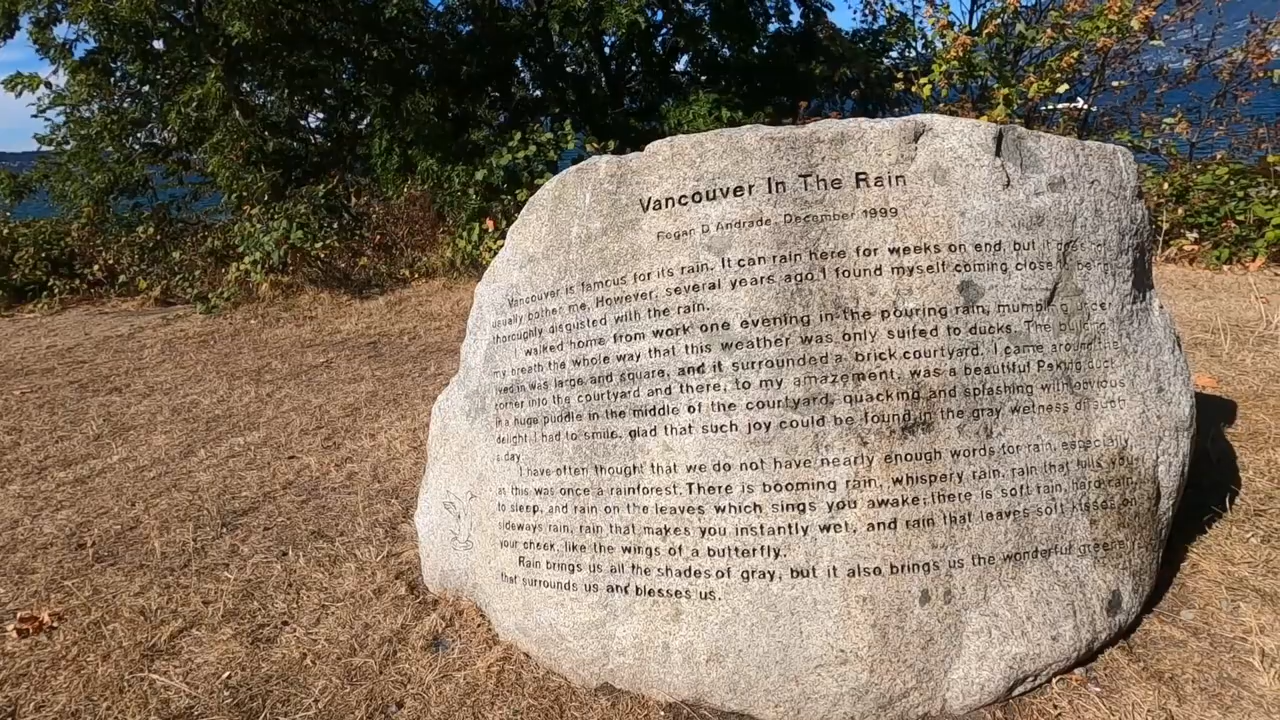 Vancouver In The Rain
Fegan D Andrade. December 1999
Vancouver is famous for its rain. It can rain here for weeks on end, but it does not
usually bother me. However, several years ago I found myself coming close to being
thoroughly disgusted with the rain.
I walked home from work one evening in the pouring rain, mumbling under
my breath the whole way that this weather was only suited to ducks. The building
lived in was large and square, and it surrounded a brick courtyard. I came around the
corner into the courtyard and there, to my amazement, was a beautiful Peking duck
in a huge puddle in the middle of the courtyard, quacking and splashing with obvious
delight. I had to smile, glad that such joy could be found in the gray wetness of such
a day
I have often thought that we do not have nearly enough words for rain, especially
as this was once a rainforest. There is booming rain, whispery rain, rain that lulls you
to sleep, and rain on the leaves which sings you awake; there is soft rain, hard rain,
sideways rain, rain that makes you instantly wet, and rain that leaves soft kisses on
your cheek, like the wings of a butterfly.
Rain brings us all the shades of gray, but it also brings us the wonderful greenery
that surrounds us and blesses us.